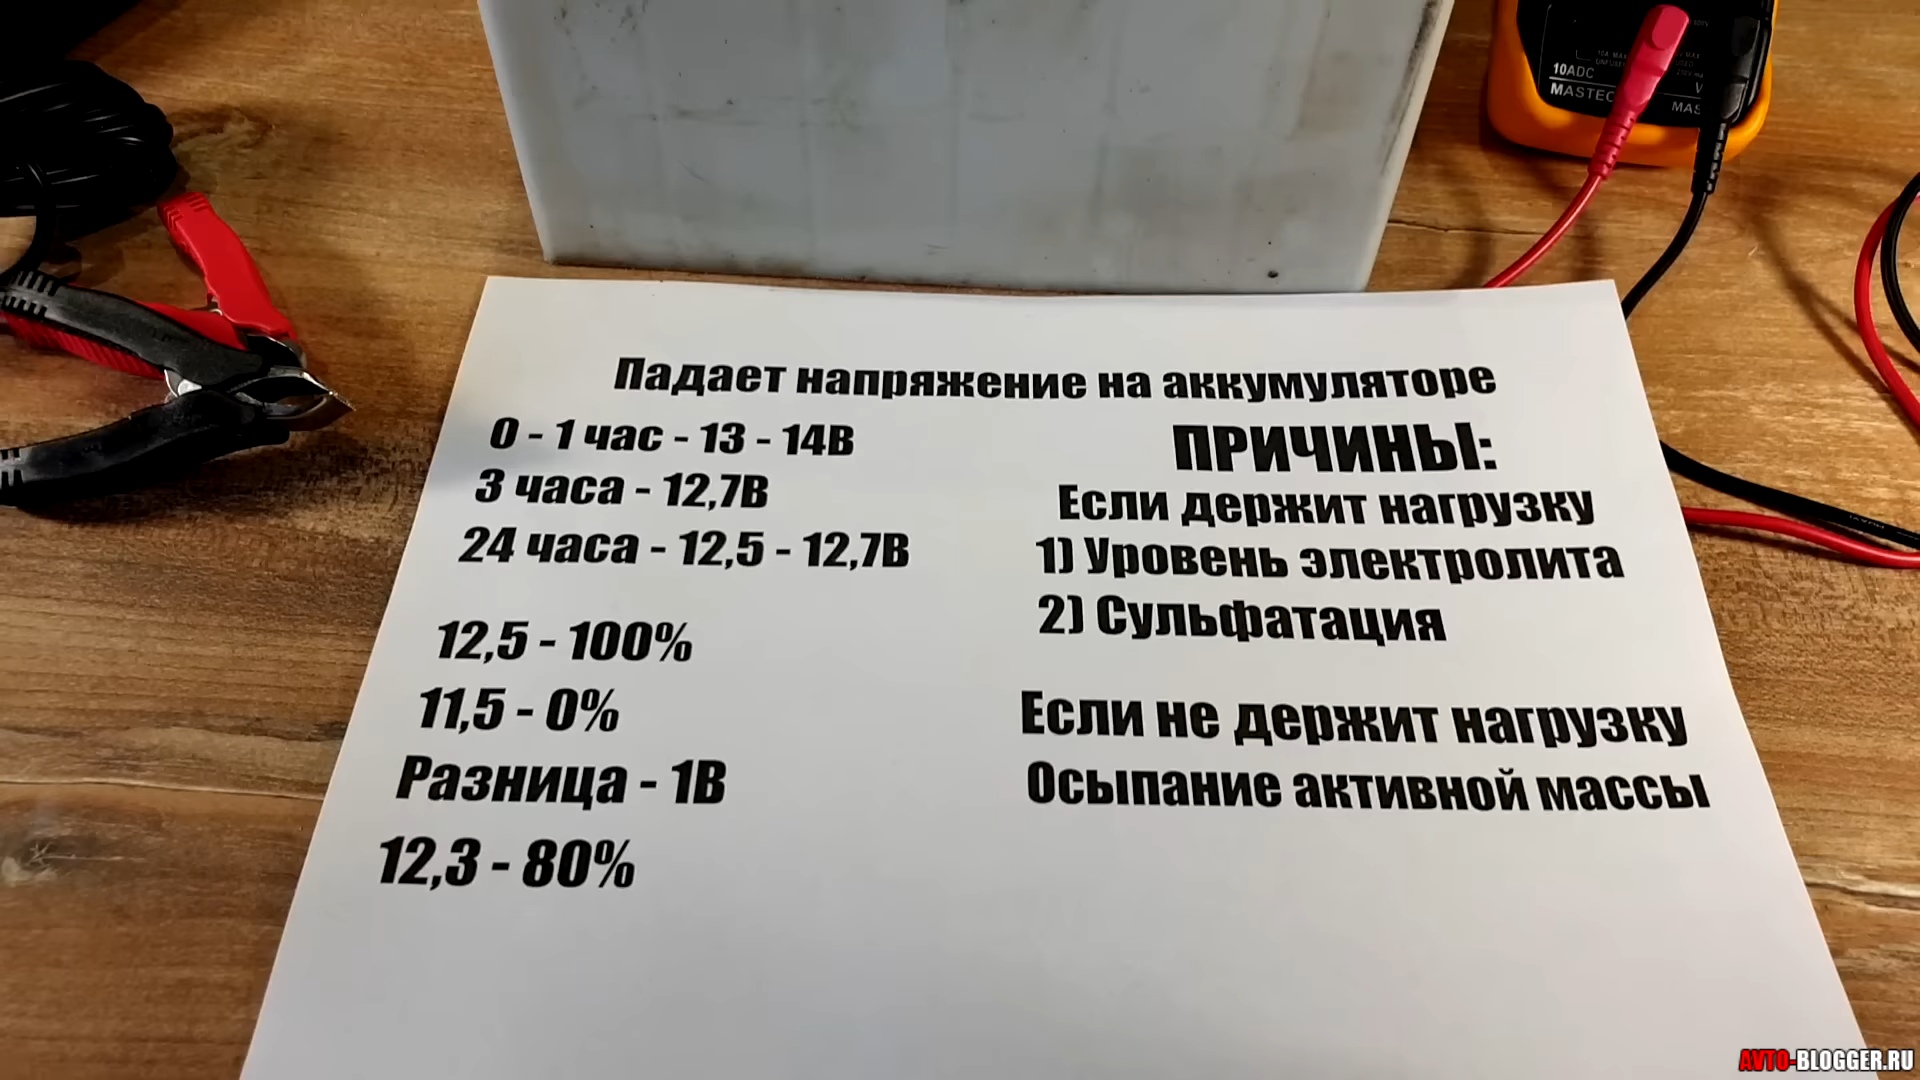 10ADC
MASTEC
MAS
Падает напряжение на аккумуляторе
0 - 1 час - 13 - 14В
3 часа - 12,7В
24 часа - 12,5 - 12,7В
12,5 - 100%
11,5 - 0%
Разница - 1В
12,3 - 80%
ПРИЧИНЫ:
Если держит нагрузку
1) Уровень электролита
2) Сульфатация
Если не держит нагрузку
Осыпание активной массы
AVTO-BLOGGER.RU